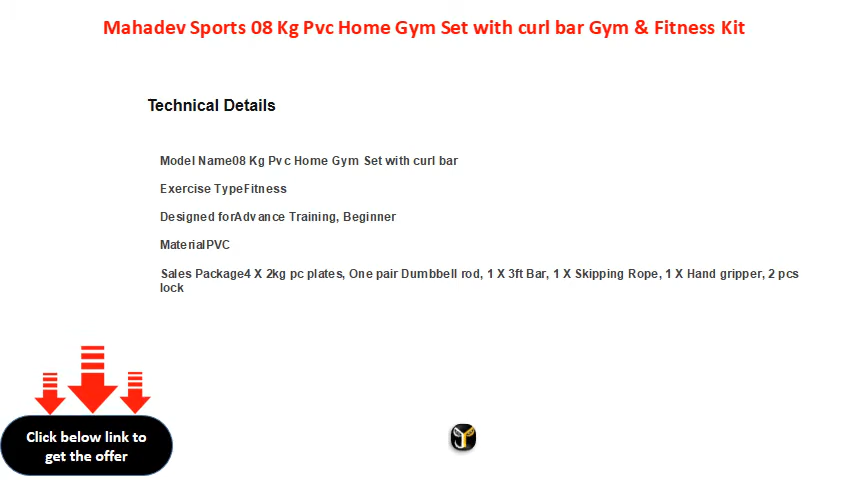 Mahadev Sports 08 Kg Pvc Home Gym Set with curl bar Gym & Fitness Kit
Technical Details
Model Name08 Kg Pvc Home Gym Set with curl bar
Exercise TypeFitness
Designed forAdvance Training, Beginner
MaterialPVC
Sales Package4 X 2kg pc plates, One pair Dumbbell rod, 1 X 3ft Bar, 1 X Skipping Rope, 1 X Hand gripper, 2 pcs
lock
Click below link to
get the offer